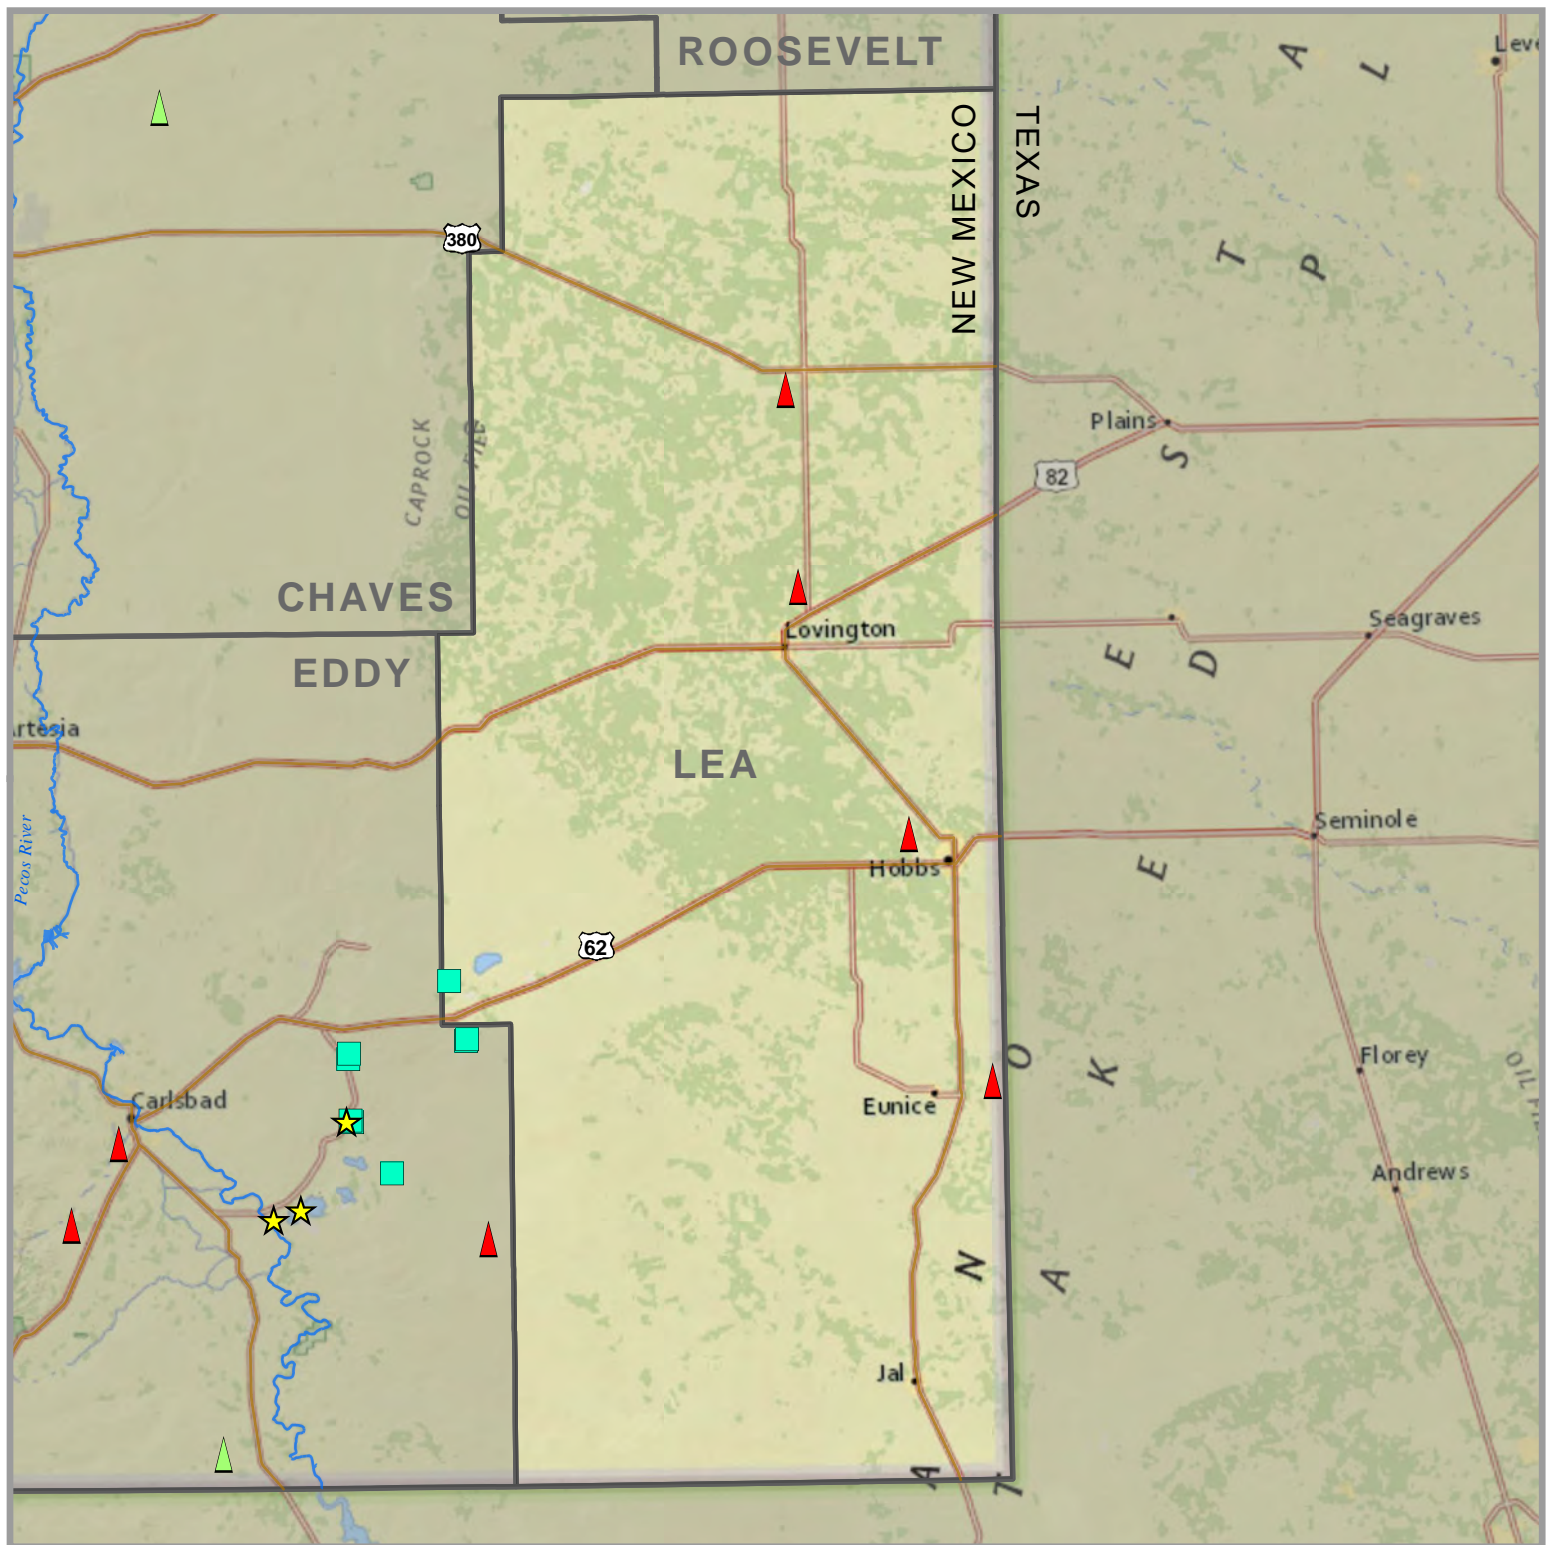 ROOSEVELT
Leve
A
L
NEW MEXICO
TEXAS
380
T
P
CAPROCK
Plains
S
82
CHAVES
Seagraves
Lovington
EDDY
E
D
Artesia
LEA
Pecos River
Seminole
Hobbs
E
62
Carlsbad
Eunice
O
K
Florey
Andrews
N
A
Jal
A